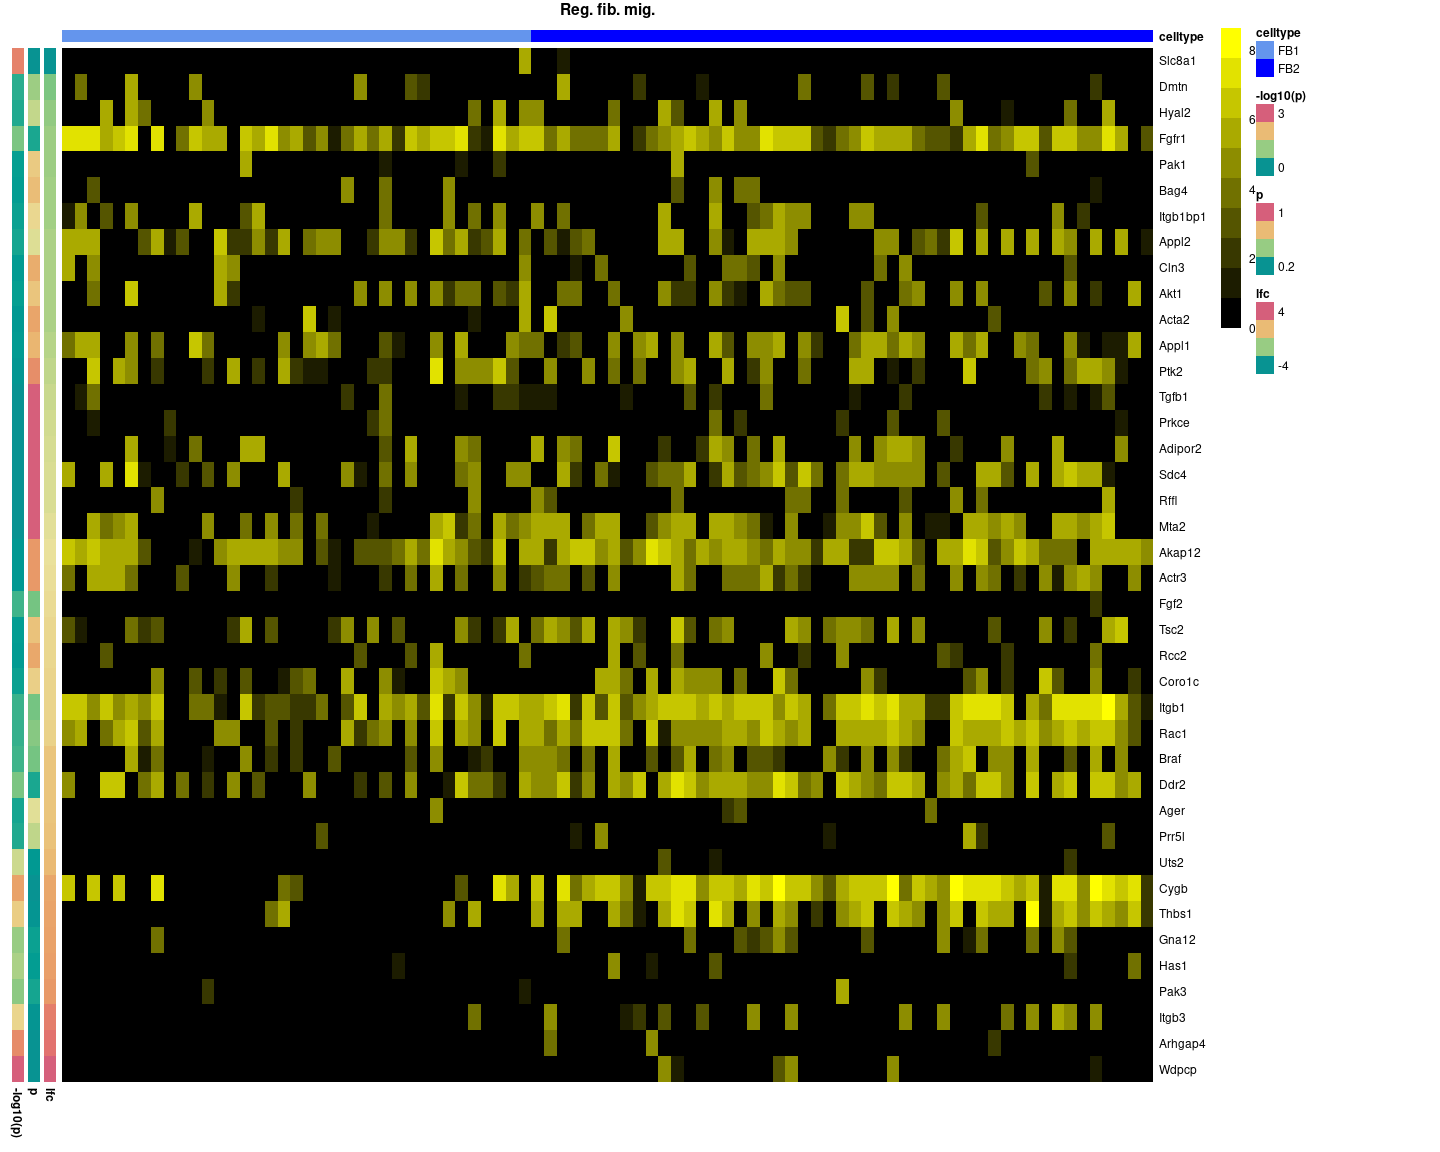 Reg. fib. mig.
celltype
Slc8a1
Dmtn
Hyal2
Fgfr1
Pak1
Bag4
Itgb1bp1
Appl2
Cln3
Akt1
Acta2
Appl1
Ptk2
Tgfb1
Prkce
Adipor2
Sdc4
Rffl
Mta2
Akap12
Actr3
Fgf2
Tsc2
Rcc2
Coro1c
Itgb1
Rac1
Braf
Ddr2
Ager
Prr5l
Uts2
Cygb
Thbs1
Gna12
Has1
Pak3
Itgb3
Arhgap4
Wdpcp
8
6
4
2
0
celltype
FB1
FB2
-log10(p)
3
0
p
1
0.2
lfc
4
-4
-log10(p)
p
lfc